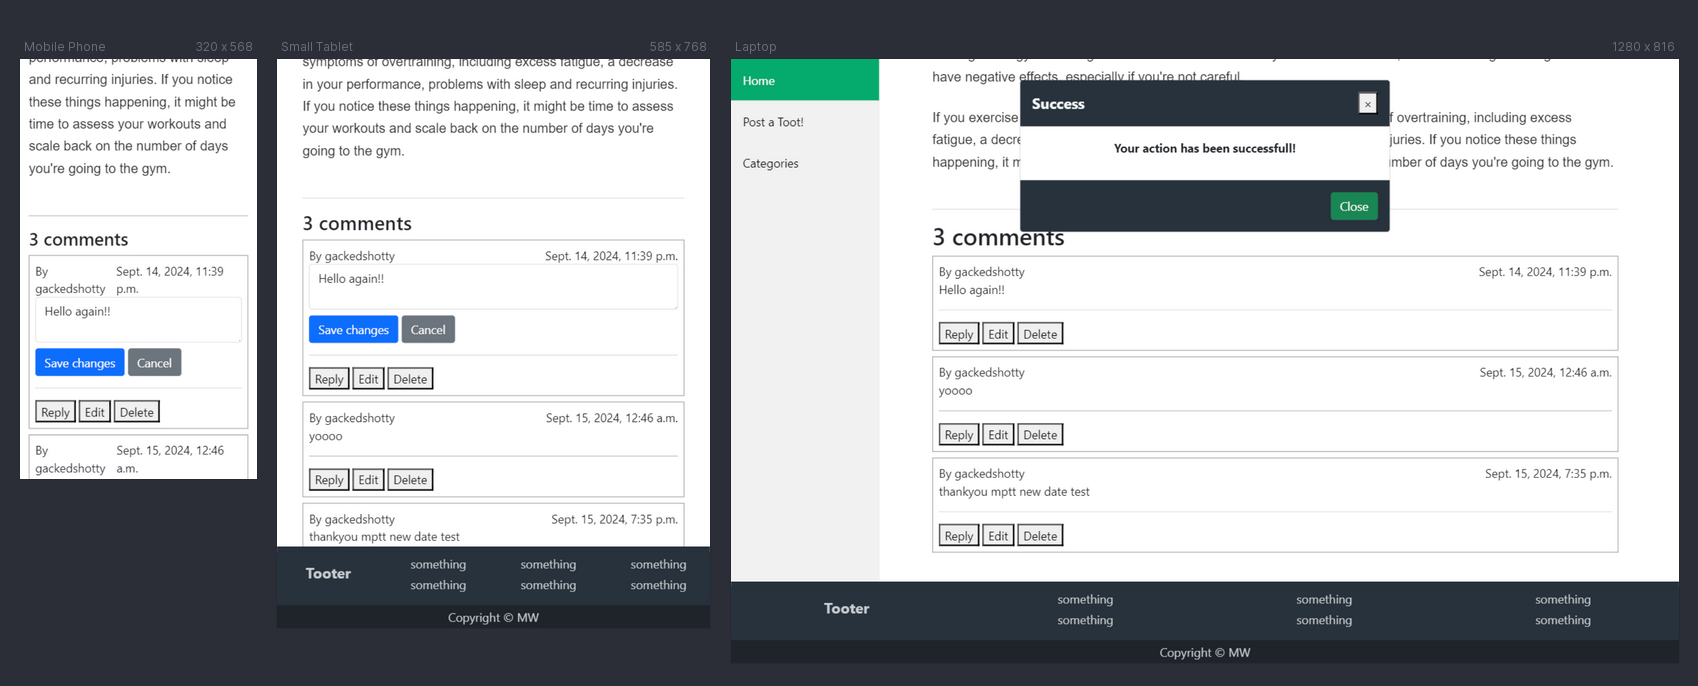 Mobile Phone 320 x 568
performance, problems with sleep
and recurring injuries. If you notice
these things happening, it might be
time to assess your workouts and
scale back on the number of days
you're going to the gym.
3 comments
By gackedshotty Sept. 14, 2024, 11:39 p.m.
Hello again!!
Save changes Cancel
Reply Edit Delete
By gackedshotty Sept. 15, 2024, 12:46 a.m.
Small Tablet 585 x 768
symptoms of overtraining, including excess fatigue, a decrease
in your performance, problems with sleep and recurring injuries.
If you notice these things happening, it might be time to assess
your workouts and scale back on the number of days you're
going to the gym.
3 comments
By gackedshotty Sept. 14, 2024, 11:39 p.m.
Hello again!!
Save changes Cancel
Reply Edit Delete
By gackedshotty Sept. 15, 2024, 12:46 a.m.
yoooo
Reply Edit Delete
By gackedshotty Sept. 15, 2024, 7:35 p.m.
thankyou mptt new date test
Tooter
something something something
something something something
Copyright © MW
Laptop 1280 x 816
Home
Post a Toot!
Categories
have negative effects, especially if you're not careful.
If you exercise f overtraining, including excess
fatigue, a decre juries. If you notice these things
happening, it m mber of days you're going to the gym.
Success ×
Your action has been successfull!
Close
3 comments
By gackedshotty Sept. 14, 2024, 11:39 p.m.
Hello again!!
Reply Edit Delete
By gackedshotty Sept. 15, 2024, 12:46 a.m.
yoooo
Reply Edit Delete
By gackedshotty Sept. 15, 2024, 7:35 p.m.
thankyou mptt new date test
Reply Edit Delete
Tooter
something something something
something something something
Copyright © MW